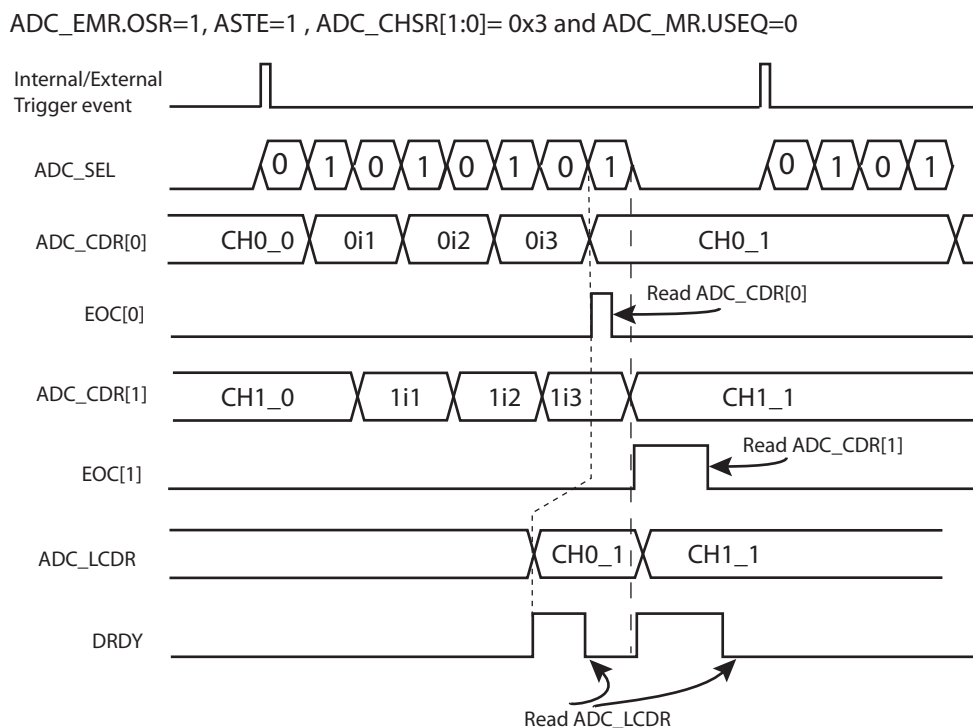 ADC_EMR.OSR=1, ASTE=1 , ADC_CHSR[1:0]= 0x3 and ADC_MR.USEQ=0
Internal/External
Trigger event
ADC_SEL
0 1 0 1 0 1 0 1 0 1 0 1
ADC_CDR[0]
CH0_0 0i1 0i2 0i3 CH0_1
EOC[0]
Read ADC_CDR[0]
ADC_CDR[1]
CH1_0 1i1 1i2 1i3 CH1_1
EOC[1]
Read ADC_CDR[1]
ADC_LCDR
CH0_1 CH1_1
DRDY
Read ADC_LCDR